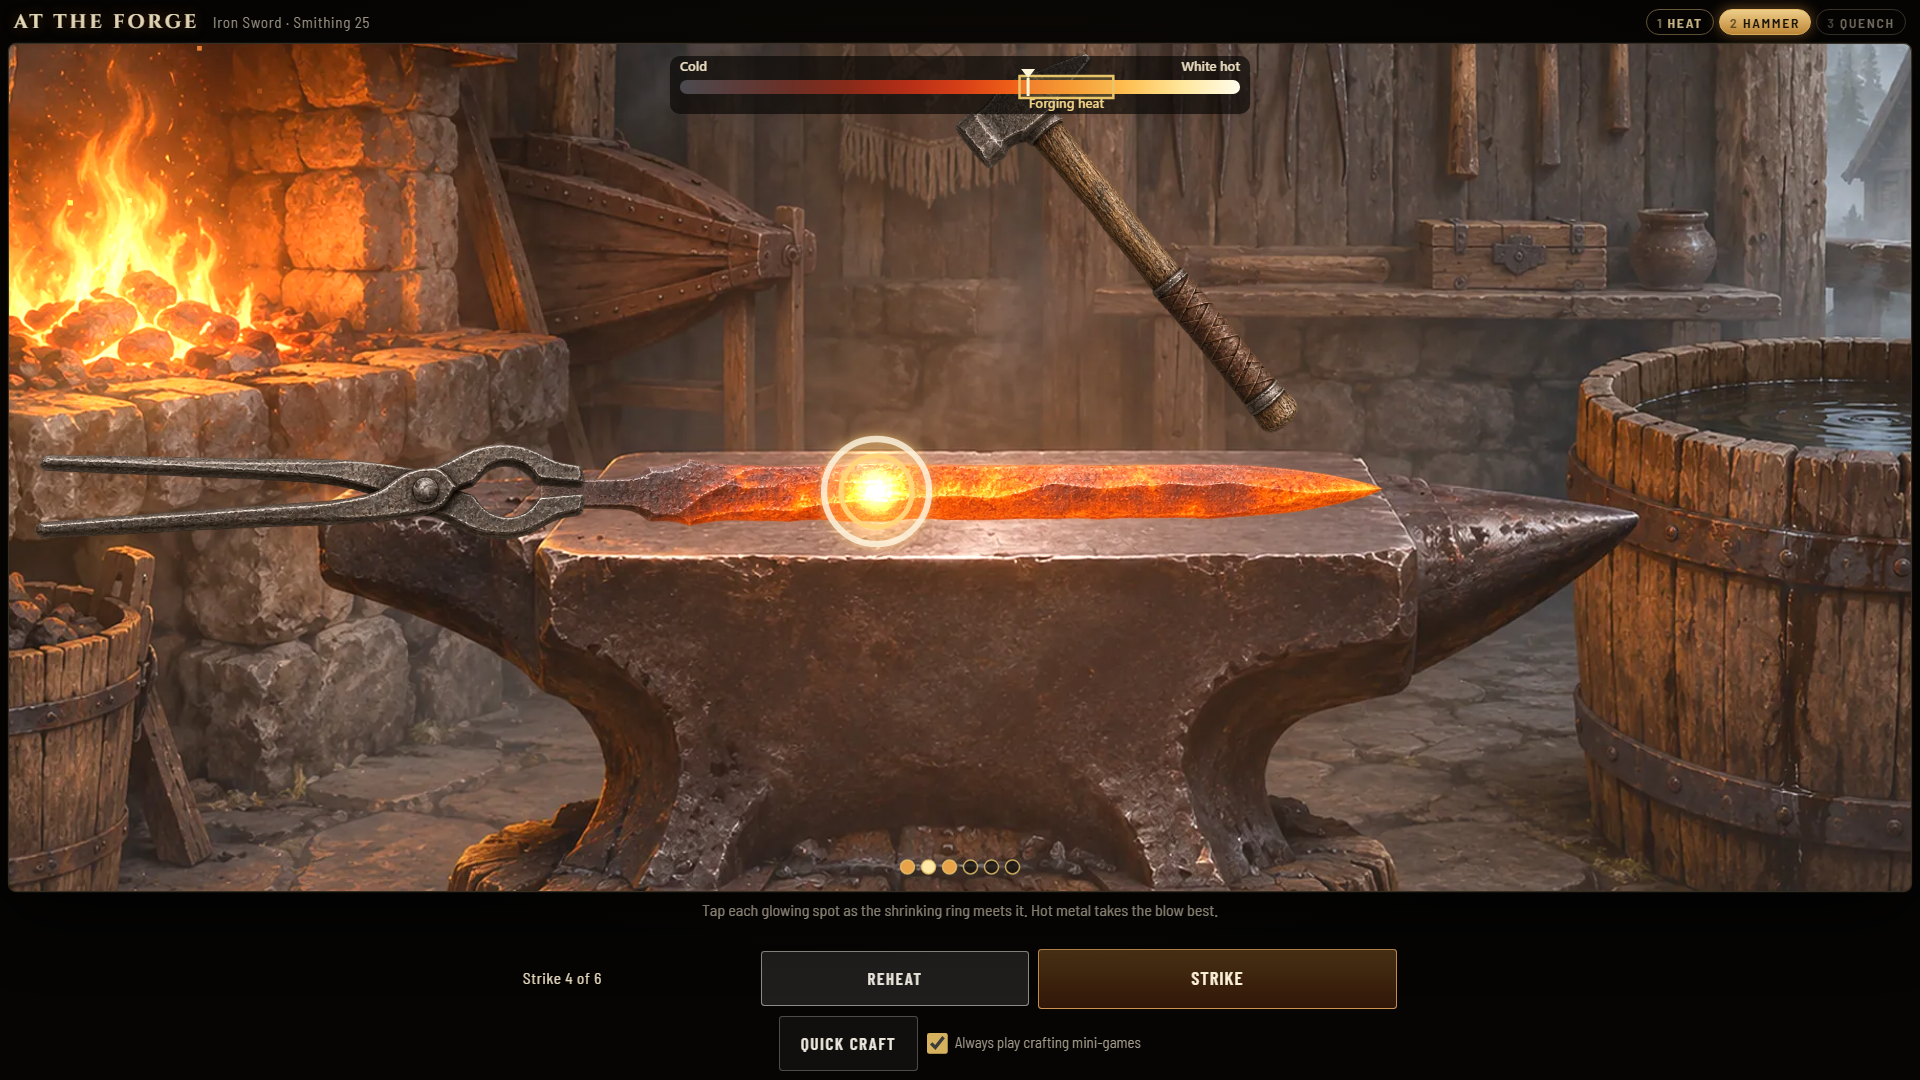 AT THE FORGE
Iron Sword · Smithing 25
1 HEAT
2 HAMMER
3 QUENCH
Cold
White hot
Forging heat
Tap each glowing spot as the shrinking ring meets it. Hot metal takes the blow best.
Strike 4 of 6
REHEAT
STRIKE
QUICK CRAFT
Always play crafting mini-games